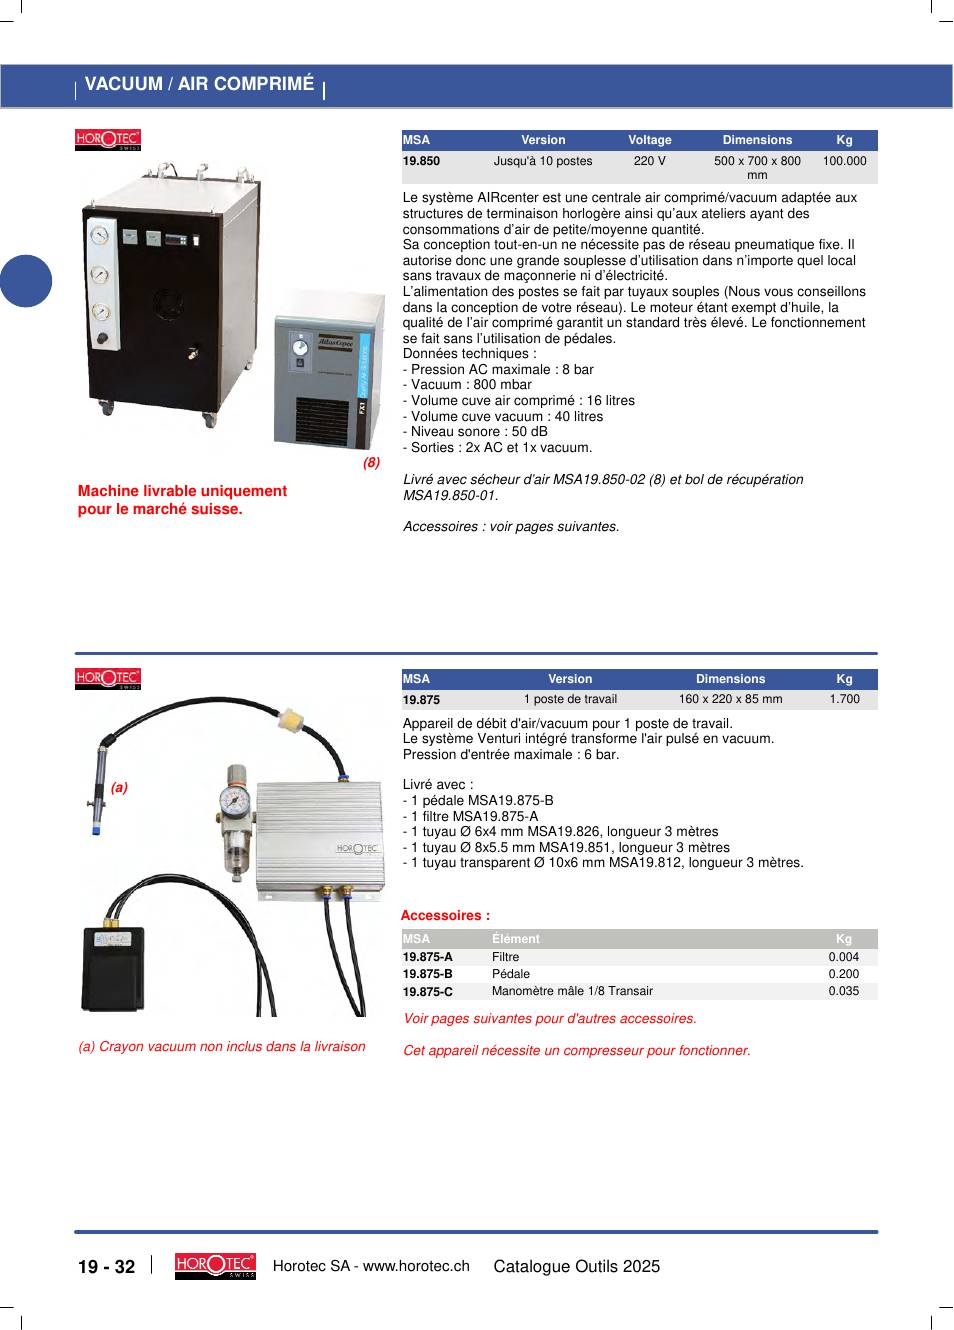 VACUUM / AIR COMPRIMÉ
HOROTEC®
SWISS
MSA Version Voltage Dimensions Kg
19.850 Jusqu'à 10 postes 220 V 500 x 700 x 800 mm 100.000
Le système AIRcenter est une centrale air comprimé/vacuum adaptée aux
structures de terminaison horlogère ainsi qu’aux ateliers ayant des
consommations d’air de petite/moyenne quantité.
Sa conception tout-en-un ne nécessite pas de réseau pneumatique fixe. Il
autorise donc une grande souplesse d’utilisation dans n’importe quel local
sans travaux de maçonnerie ni d’électricité.
L’alimentation des postes se fait par tuyaux souples (Nous vous conseillons
dans la conception de votre réseau). Le moteur étant exempt d’huile, la
qualité de l’air comprimé garantit un standard très élevé. Le fonctionnement
se fait sans l’utilisation de pédales.
Données techniques :
- Pression AC maximale : 8 bar
- Vacuum : 800 mbar
- Volume cuve air comprimé : 16 litres
- Volume cuve vacuum : 40 litres
- Niveau sonore : 50 dB
- Sorties : 2x AC et 1x vacuum.
Livré avec sécheur d’air MSA19.850-02 (8) et bol de récupération
MSA19.850-01.
Accessoires : voir pages suivantes.
Atlas Copco
FX1
(8)
Machine livrable uniquement
pour le marché suisse.
HOROTEC®
SWISS
MSA Version Dimensions Kg
19.875 1 poste de travail 160 x 220 x 85 mm 1.700
Appareil de débit d'air/vacuum pour 1 poste de travail.
Le système Venturi intégré transforme l'air pulsé en vacuum.
Pression d'entrée maximale : 6 bar.
Livré avec :
- 1 pédale MSA19.875-B
- 1 filtre MSA19.875-A
- 1 tuyau Ø 6x4 mm MSA19.826, longueur 3 mètres
- 1 tuyau Ø 8x5.5 mm MSA19.851, longueur 3 mètres
- 1 tuyau transparent Ø 10x6 mm MSA19.812, longueur 3 mètres.
(a)
HOROTEC
Accessoires :
MSA Élément Kg
19.875-A Filtre 0.004
19.875-B Pédale 0.200
19.875-C Manomètre mâle 1/8 Transair 0.035
Voir pages suivantes pour d'autres accessoires.
Cet appareil nécessite un compresseur pour fonctionner.
(a) Crayon vacuum non inclus dans la livraison
19 - 32
HOROTEC®
SWISS
Horotec SA - www.horotec.ch Catalogue Outils 2025